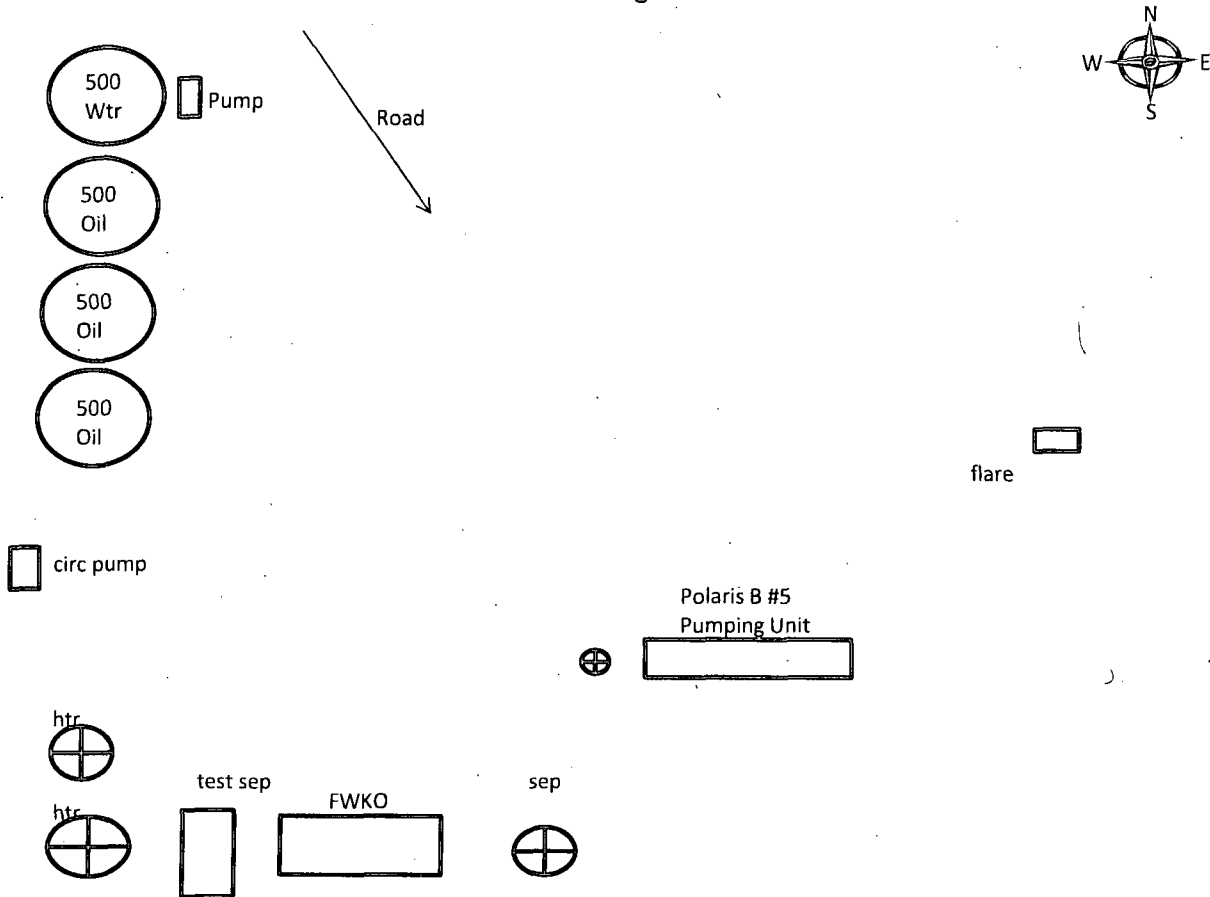 N
W E
S
500
Wtr
Pump
Road
500
Oil
500
Oil
500
Oil
flare
circ pump
Polaris B #5
Pumping Unit
htr
test sep
sep
FWKO
htr